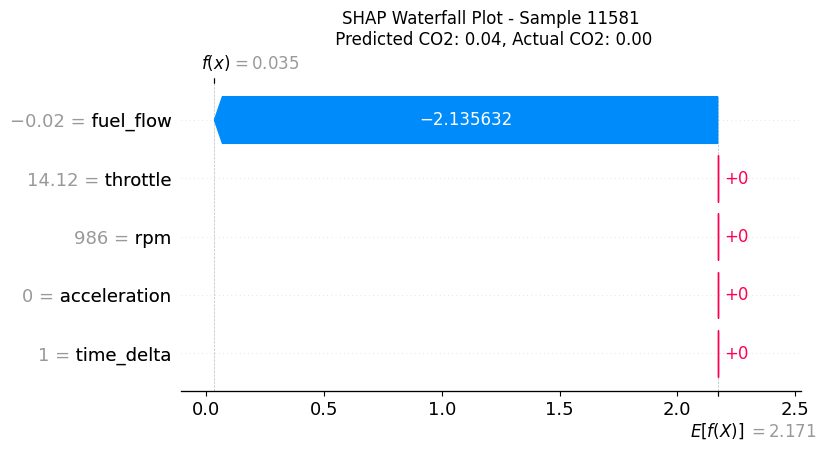 SHAP Waterfall Plot - Sample 11581
Predicted CO2: 0.04, Actual CO2: 0.00
f(x) = 0.035
−0.02 = fuel_flow
−2.135632
14.12 = throttle
+0
986 = rpm
+0
0 = acceleration
+0
1 = time_delta
+0
0.0 0.5 1.0 1.5 2.0 2.5
E[f(X)] = 2.171